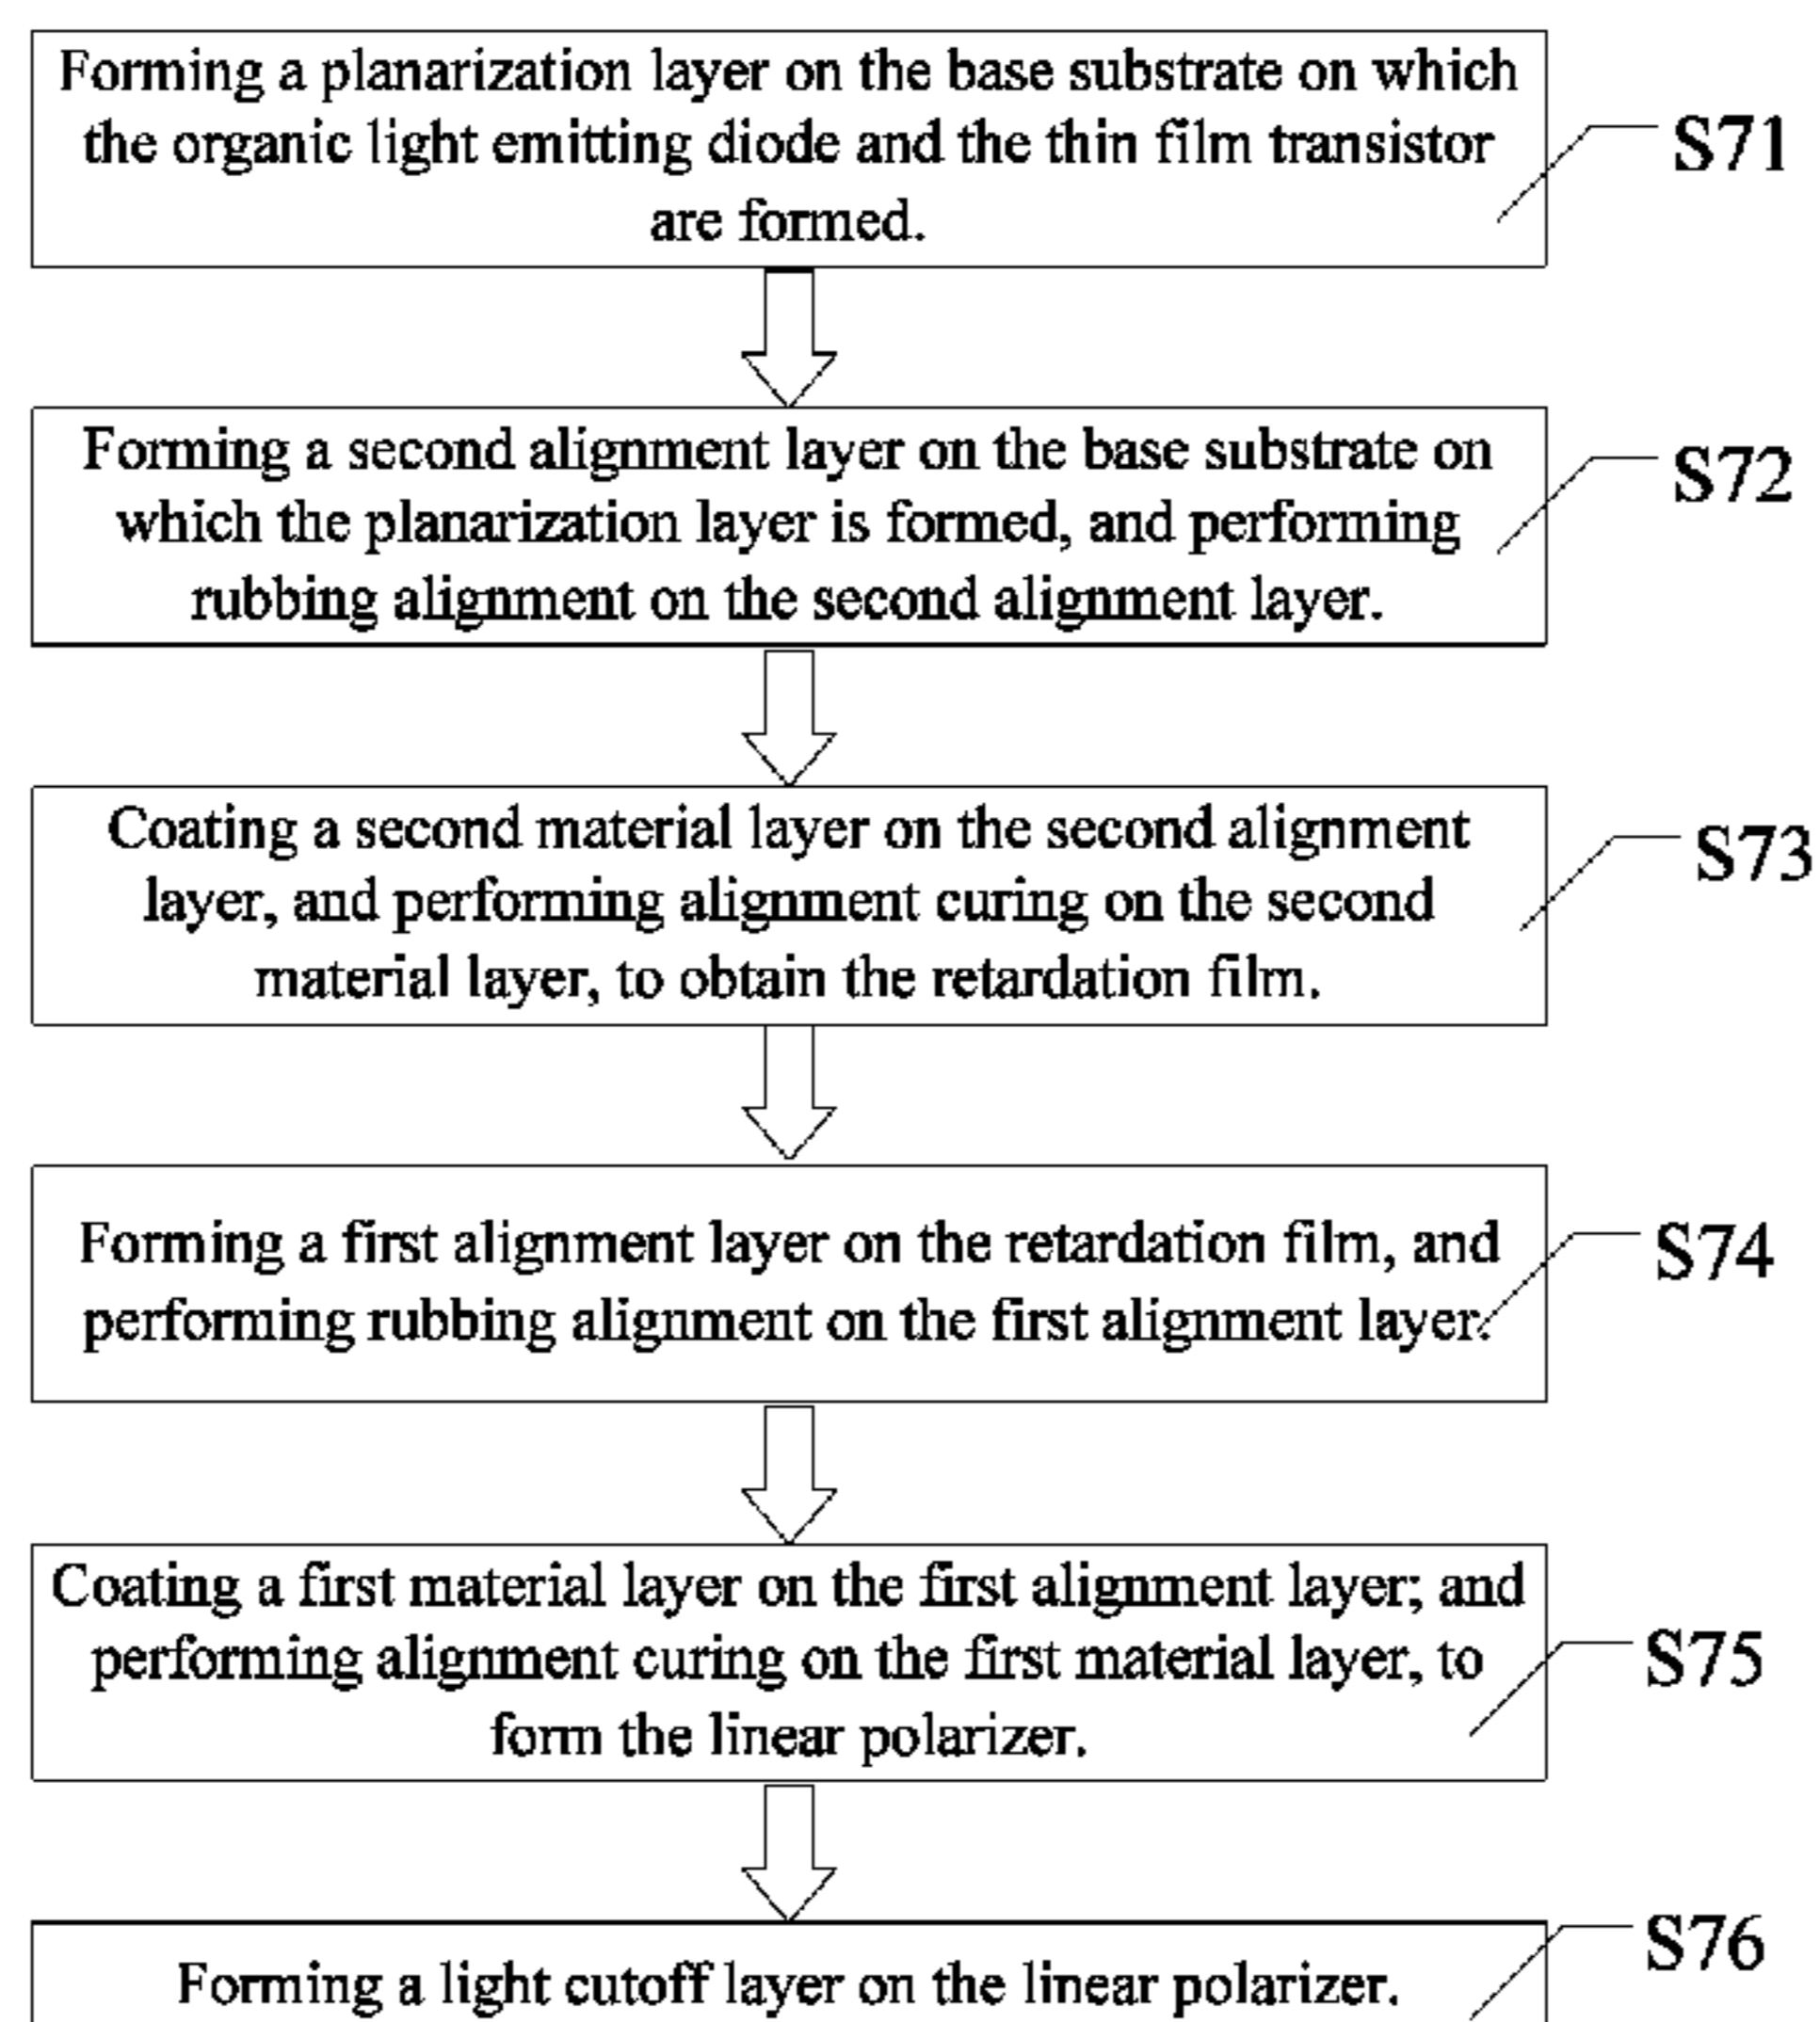 Forming a planarization layer on the base substrate on which
the organic light emitting diode and the thin film transistor
are formed.
S71
Forming a second alignment layer on the base substrate on
which the planarization layer is formed, and performing
rubbing alignment on the second alignment layer.
S72
Coating a second material layer on the second alignment
layer, and performing alignment curing on the second
material layer, to obtain the retardation film.
S73
Forming a first alignment layer on the retardation film, and
performing rubbing alignment on the first alignment layer.
S74
Coating a first material layer on the first alignment layer; and
performing alignment curing on the first material layer, to
form the linear polarizer.
S75
Forming a light cutoff layer on the linear polarizer.
S76